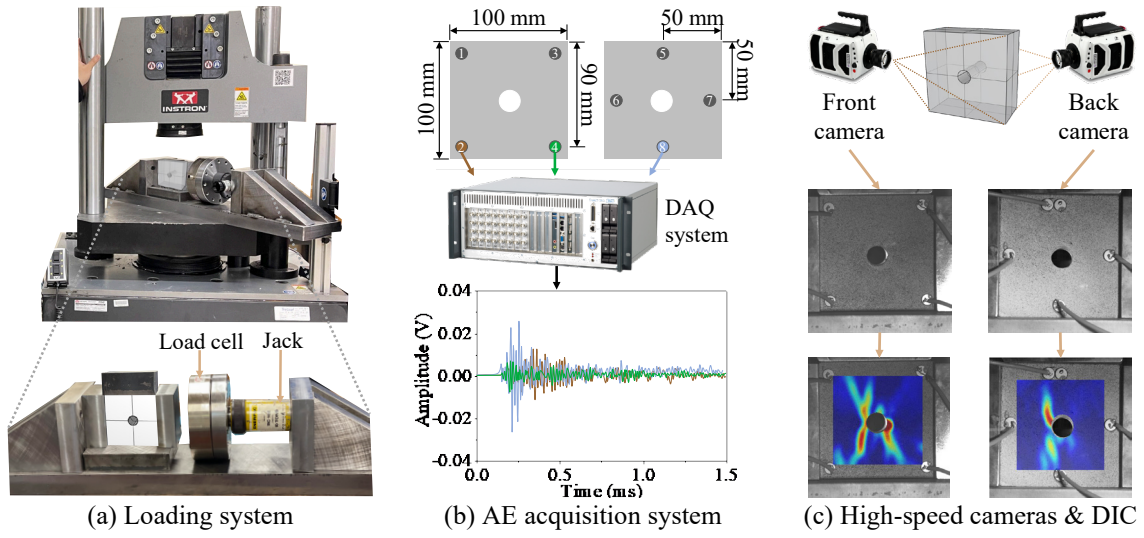 INSTRON
Load cell
Jack
(a) Loading system
100 mm
50 mm
100 mm
90 mm
50 mm
1
3
2
4
5
6
7
8
DAQ
system
Amplitude (V)
0.04
0.02
0.00
-0.02
-0.04
0.0
0.5
1.0
1.5
Time (ms)
(b) AE acquisition system
Front
camera
Back
camera
(c) High-speed cameras & DIC